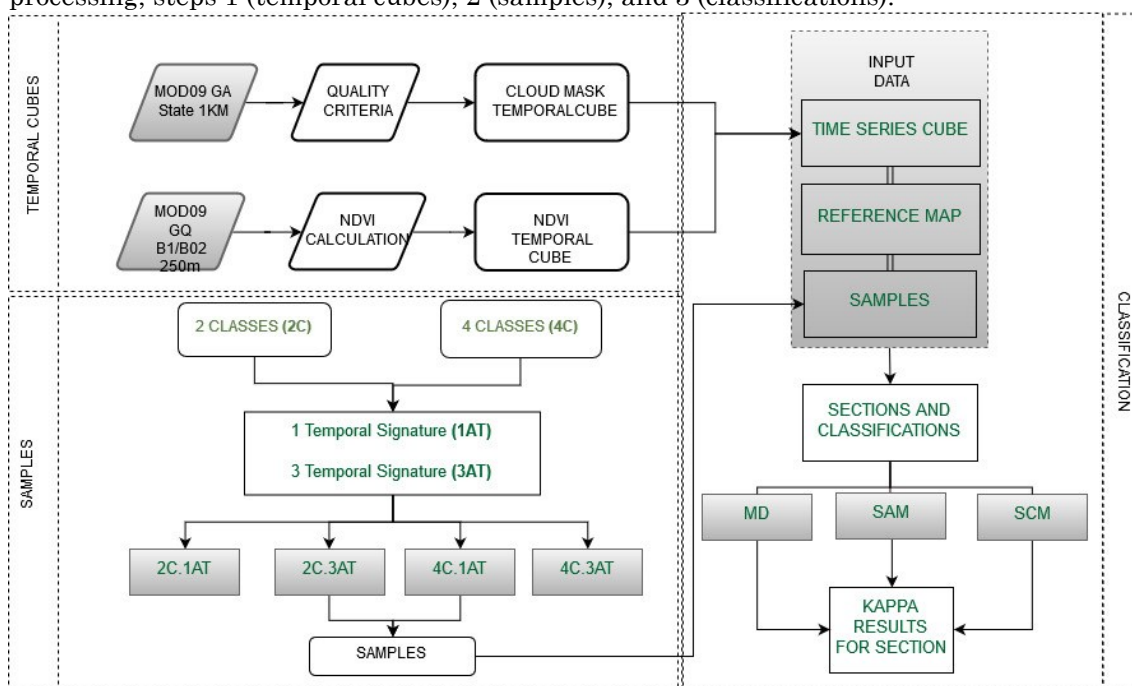 processing; steps 1 (temporal cubes), 2 (samples), and 3 (classifications).
TEMPORAL CUBES
MOD09 GA
State 1KM
QUALITY
CRITERIA
CLOUD MASK
TEMPORALCUBE
MOD09
GQ
B1/B02
250m
NDVI
CALCULATION
NDVI
TEMPORAL
CUBE
SAMPLES
2 CLASSES (2C)
4 CLASSES (4C)
1 Temporal Signature (1AT)
3 Temporal Signature (3AT)
2C.1AT
2C.3AT
4C.1AT
4C.3AT
SAMPLES
CLASSIFICATION
INPUT
DATA
TIME SERIES CUBE
REFERENCE MAP
SAMPLES
SECTIONS AND
CLASSIFICATIONS
MD
SAM
SCM
KAPPA
RESULTS
FOR SECTION